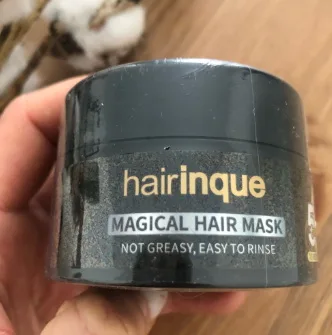 hairinque
MAGICAL HAIR MASK
NOT GREASY, EASY TO RINSE